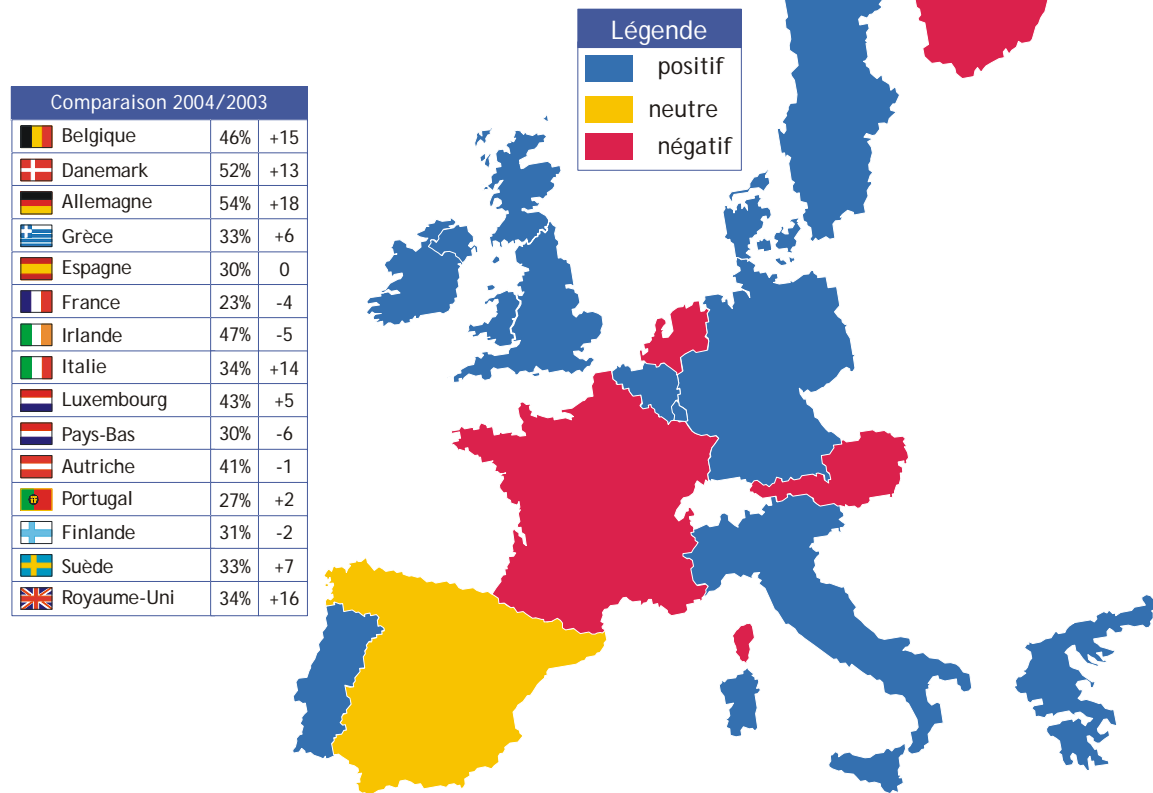 Légende
positif
neutre
négatif
Comparaison 2004/2003
Belgique 46% +15
Danemark 52% +13
Allemagne 54% +18
Grèce 33% +6
Espagne 30% 0
France 23% -4
Irlande 47% -5
Italie 34% +14
Luxembourg 43% +5
Pays-Bas 30% -6
Autriche 41% -1
Portugal 27% +2
Finlande 31% -2
Suède 33% +7
Royaume-Uni 34% +16